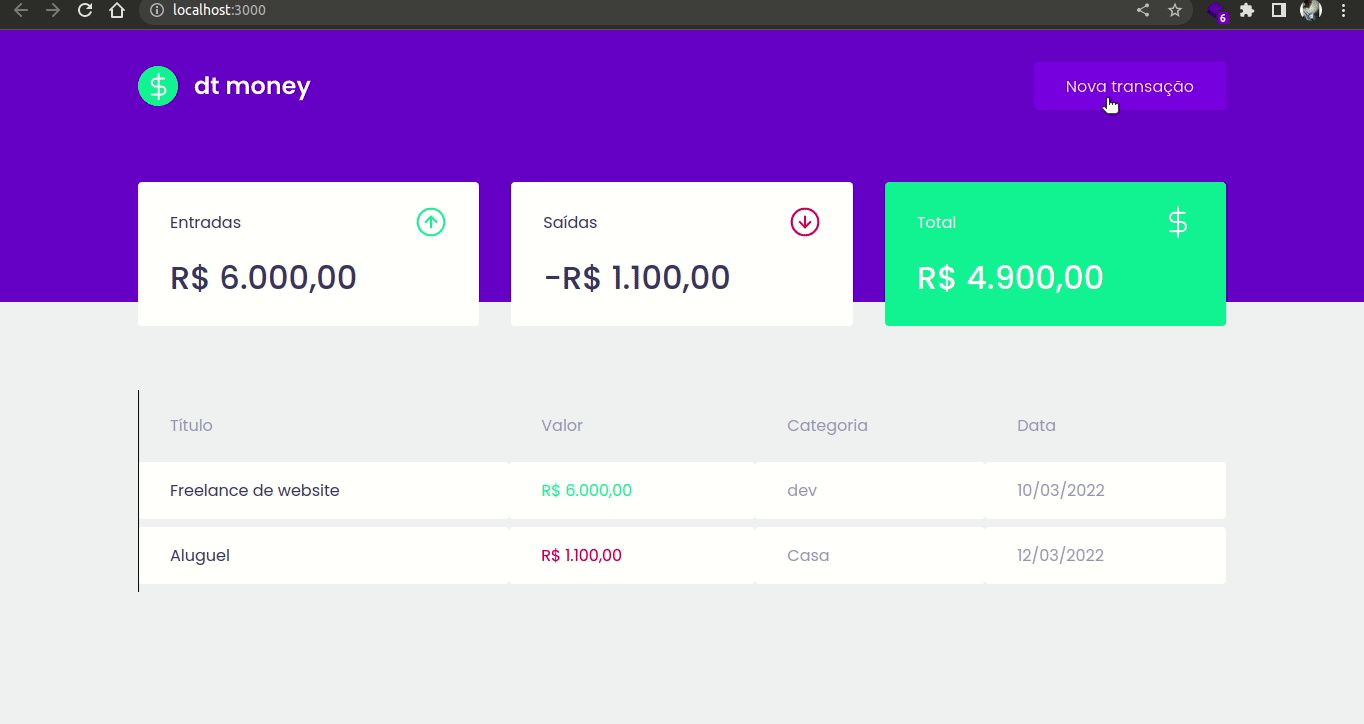 localhost:3000
6
$ dt money
Nova transação
Entradas
R$ 6.000,00
Saídas
-R$ 1.100,00
Total $
R$ 4.900,00
Título Valor Categoria Data
Freelance de website R$ 6.000,00 dev 10/03/2022
Aluguel R$ 1.100,00 Casa 12/03/2022